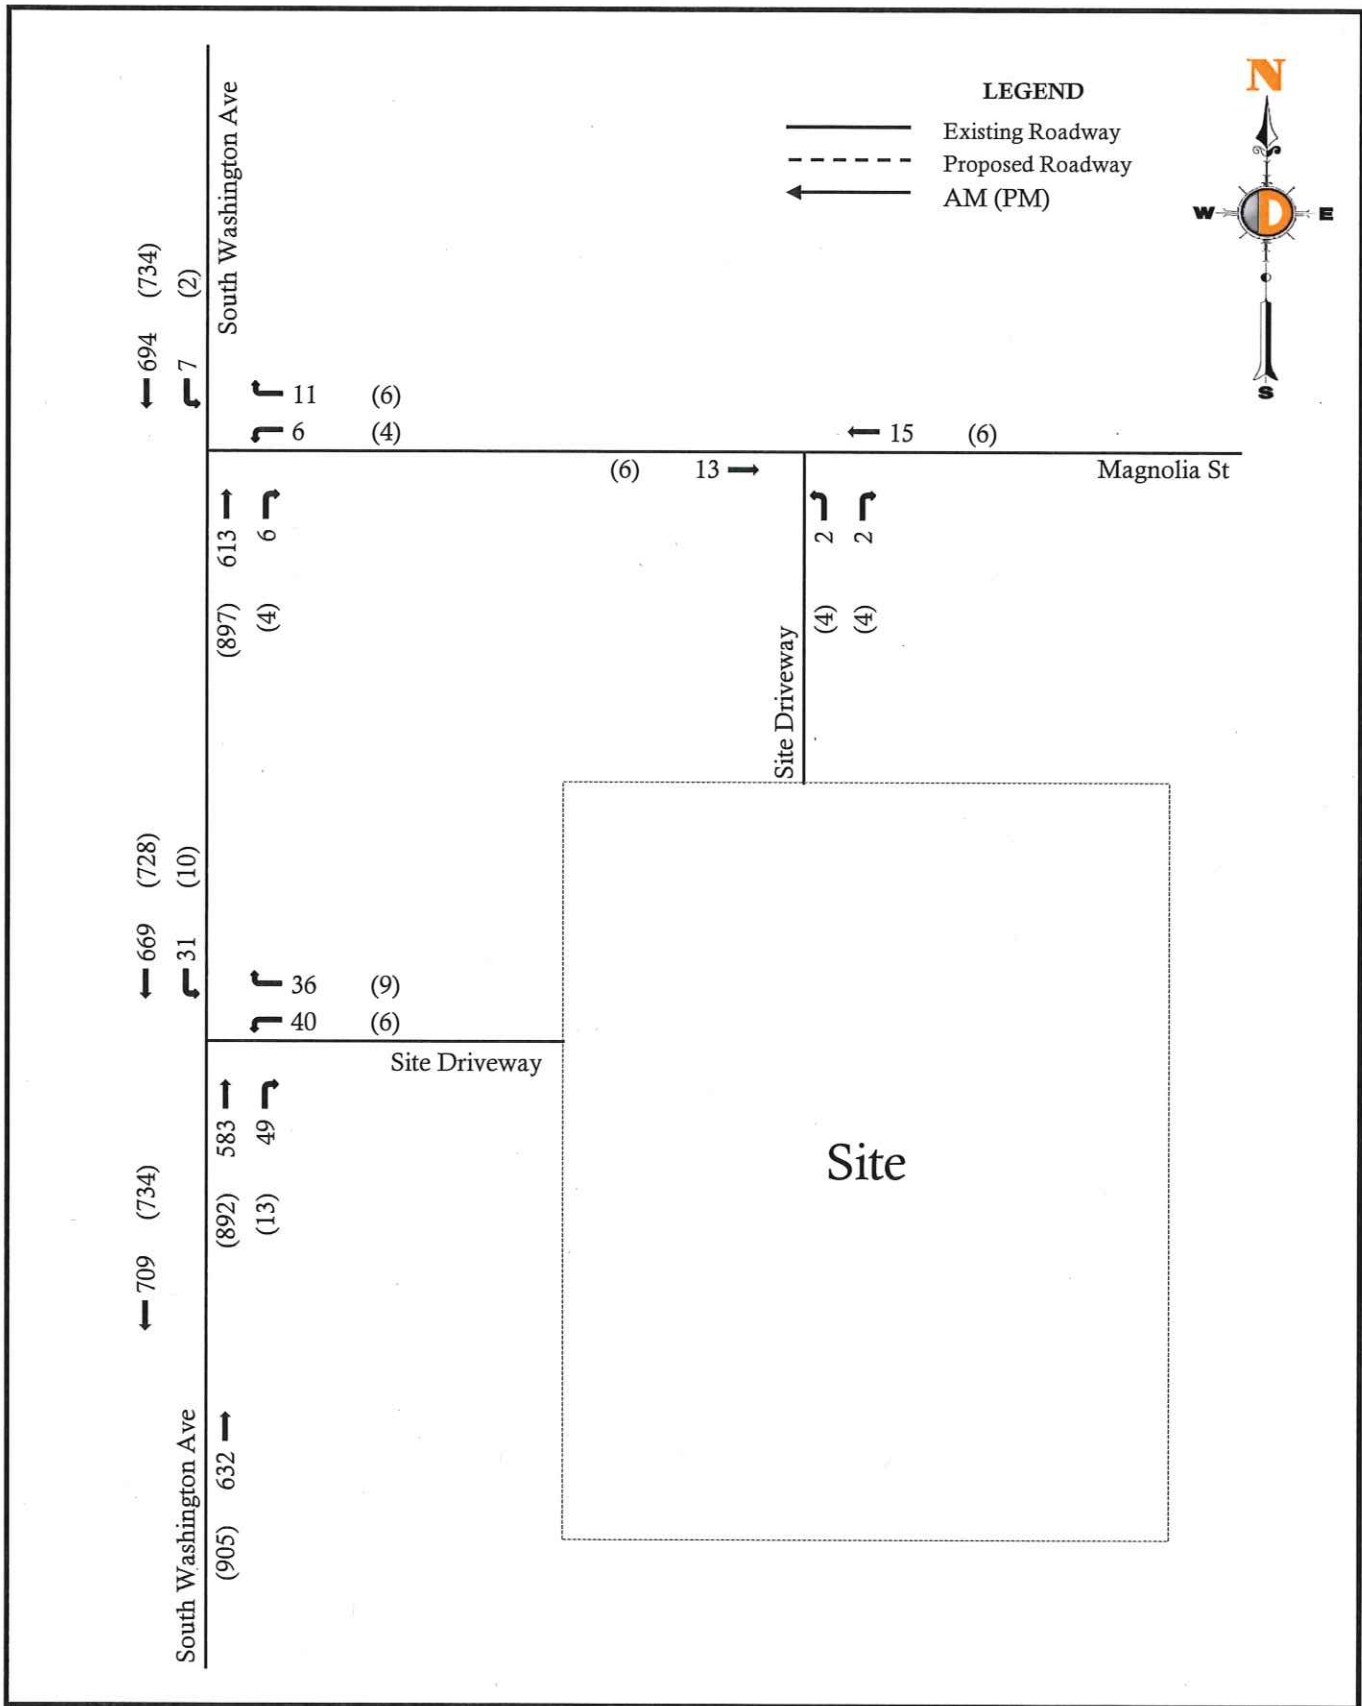 N
W
D
E
S
LEGEND
Existing Roadway
Proposed Roadway
AM (PM)
South Washington Ave
694 (734)
7 (2)
11 (6)
6 (4)
15 (6)
(6) 13
Magnolia St
613 (897)
6 (4)
2 (4)
2 (4)
Site Driveway
669 (728)
31 (10)
36 (9)
40 (6)
Site Driveway
583 (892)
49 (13)
Site
709 (734)
632 (905)
South Washington Ave